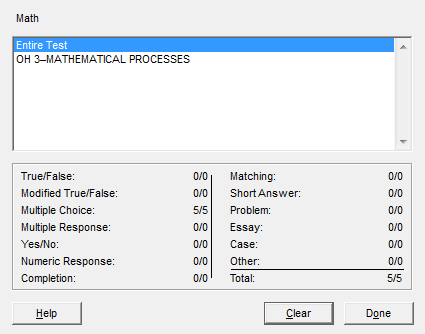 Math
Entire Test
OH 3--MATHEMATICAL PROCESSES
True/False: 0/0
Modified True/False: 0/0
Multiple Choice: 5/5
Multiple Response: 0/0
Yes/No: 0/0
Numeric Response: 0/0
Completion: 0/0
Matching: 0/0
Short Answer: 0/0
Problem: 0/0
Essay: 0/0
Case: 0/0
Other: 0/0
Total: 5/5
Help
Clear
Done